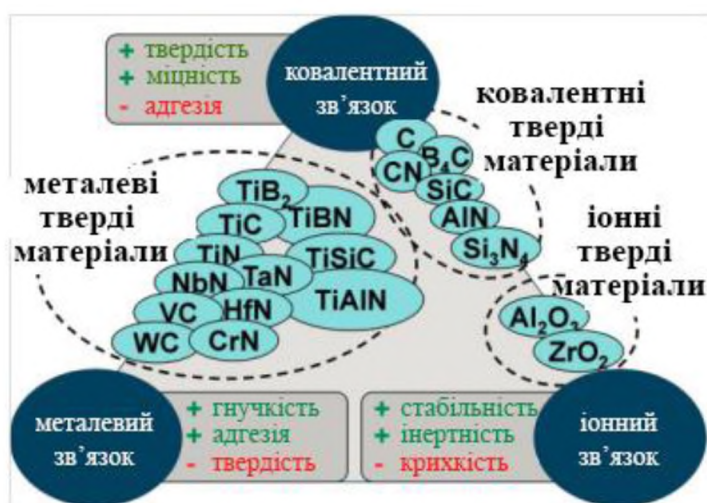 + твердість
+ міцність
- адгезія
ковалентний
зв’язок
ковалентні
тверді
матеріали
металеві
тверді
матеріали
іонні
тверді
матеріали
C
B₄C
CN
SiC
AlN
Si₃N₄
TiB₂
TiBN
TiC
TiN
TiSiC
NbN
TaN
TiAlN
VC
HfN
WC
CrN
Al₂O₃
ZrO₂
металевий
зв’язок
+ гнучкість
+ адгезія
- твердість
+ стабільність
+ інертність
- крихкість
іонний
зв’язок